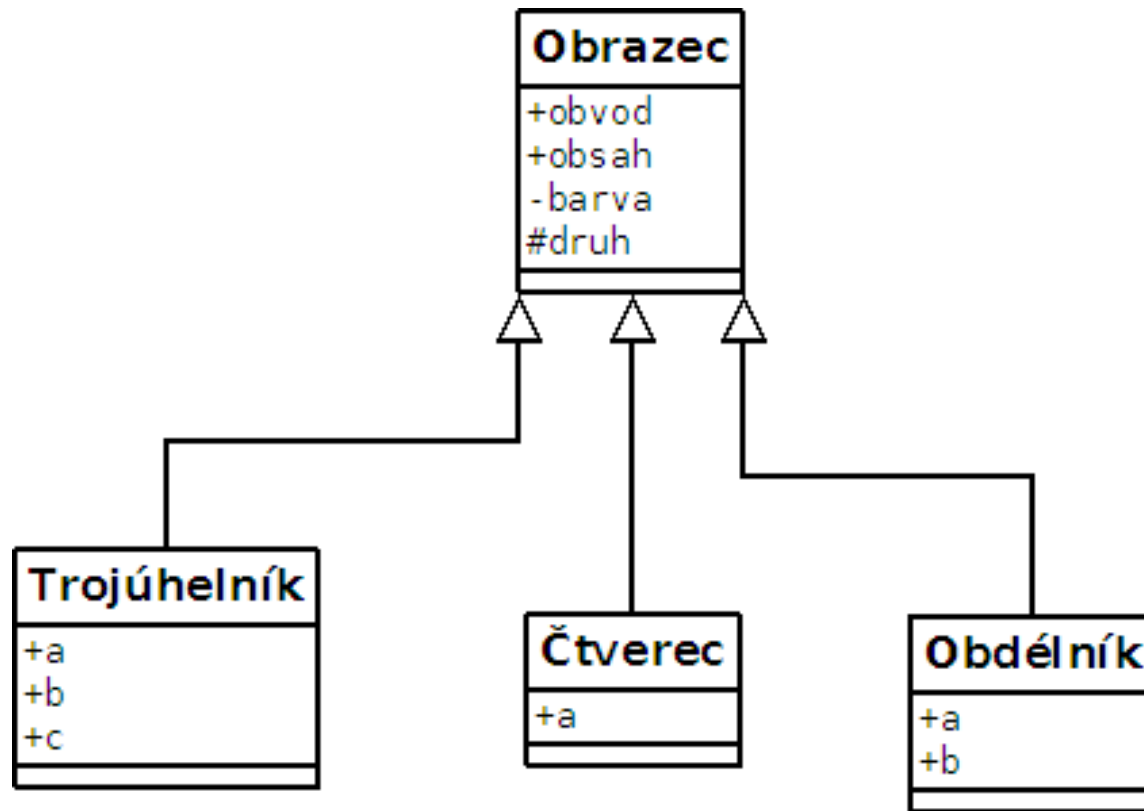 Obrazec
+obvod
+obsah
-barva
#druh
Trojúhelník
+a
+b
+c
Čtverec
+a
Obdélník
+a
+b